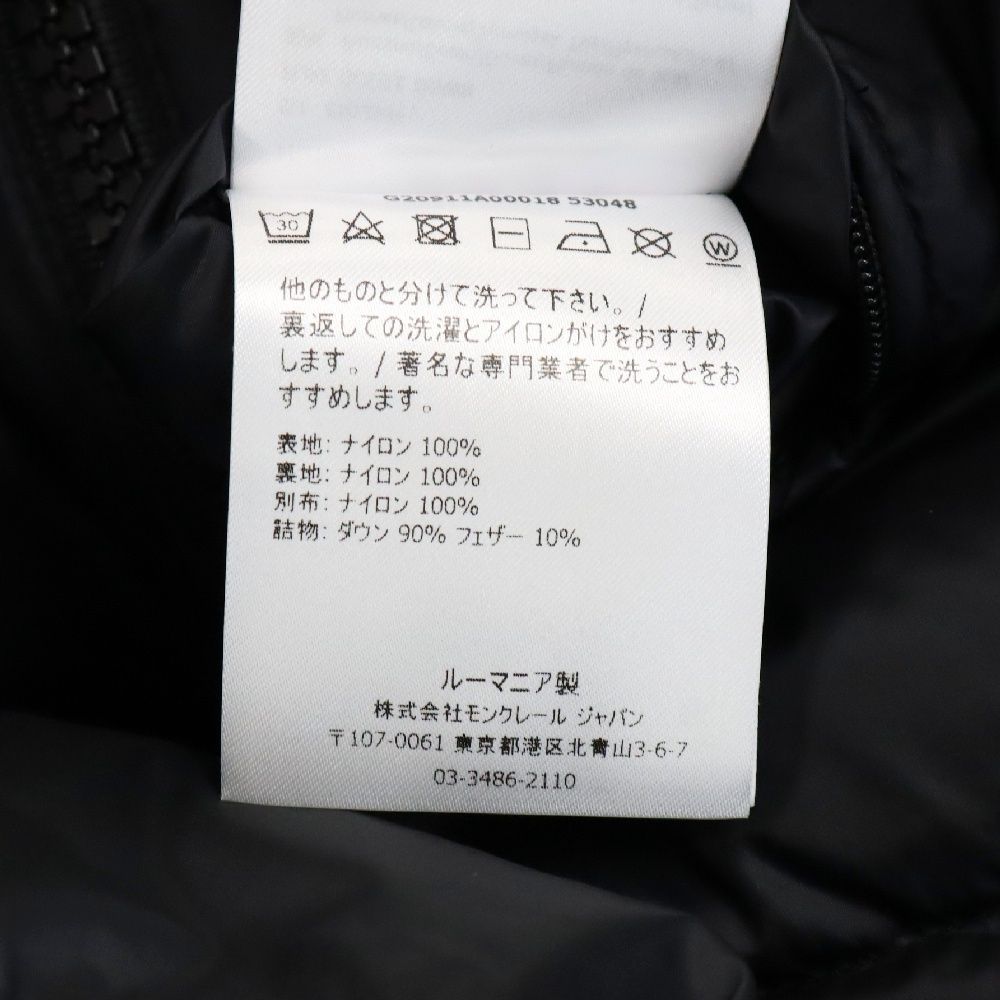 G20911A00018 53048
30
W
他のものと分けて洗って下さい。/
裏返しての洗濯とアイロンがけをおすすめ
します。/ 著名な専門業者で洗うことをお
すすめします。
表地: ナイロン 100%
裏地: ナイロン 100%
別布: ナイロン 100%
詰物: ダウン 90% フェザー 10%
ルーマニア製
株式会社モンクレール ジャパン
〒107-0061 東京都港区北青山3-6-7
03-3486-2110